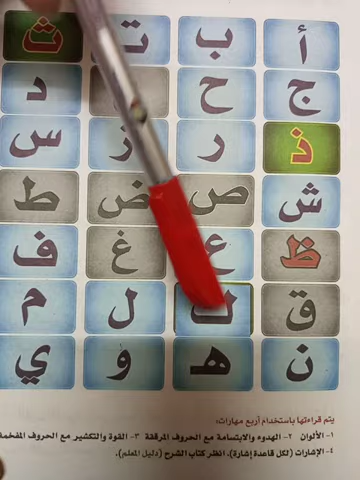 أ ب ت ث
ج ح د
ذ ر ز س
ش ص ض ط
ظ ع غ ف
ق ك ل م
ن هـ و ي
يتم قراءتها باستخدام أربع مهارات:
١- الألوان ٢- الهدوء والابتسامة مع الحروف المرققة ٣- القوة والتكشير مع الحروف المفخمة
٤- الإشارات (لكل قاعدة إشارة). انظر كتاب الشرح (دليل المعلم).